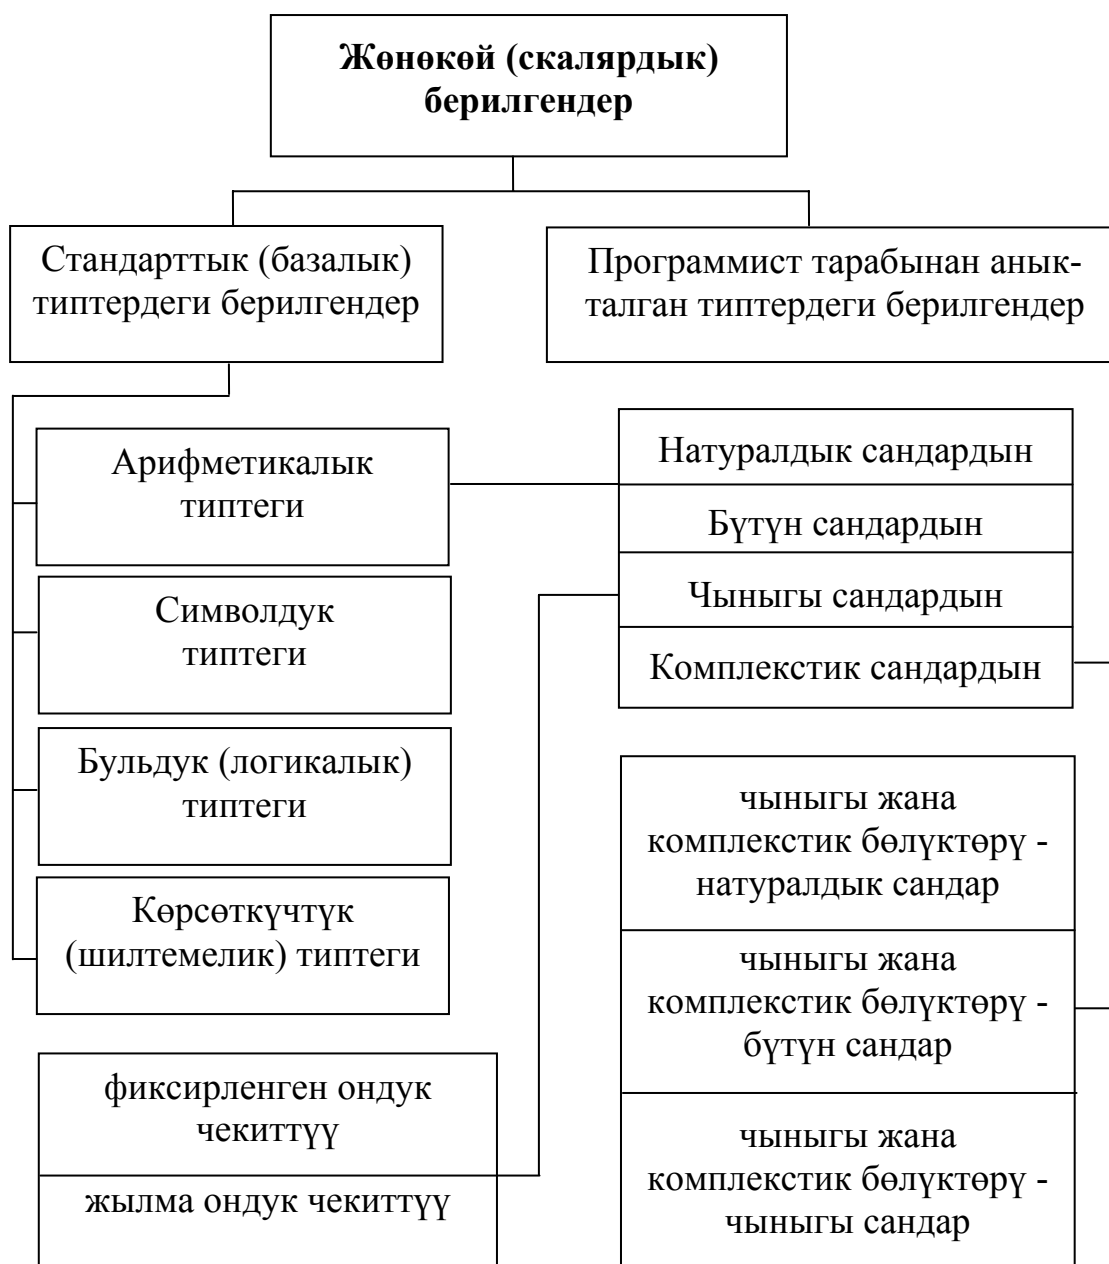 Жөнөкөй (скалярдык)
берилгендер
Стандарттык (базалык)
типтердеги берилгендер
Программист тарабынан анык-
талган типтердеги берилгендер
Арифметикалык
типтеги
Символдук
типтеги
Бульдук (логикалык)
типтеги
Көрсөткүчтүк
(шилтемелик) типтеги
Натуралдык сандардын
Бүтүн сандардын
Чыныгы сандардын
Комплекстик сандардын
чыныгы жана
комплекстик бөлүктөрү -
натуралдык сандар
чыныгы жана
комплекстик бөлүктөрү -
бүтүн сандар
чыныгы жана
комплекстик бөлүктөрү -
чыныгы сандар
фиксирленген ондук
чекиттүү
жылма ондук чекиттүү